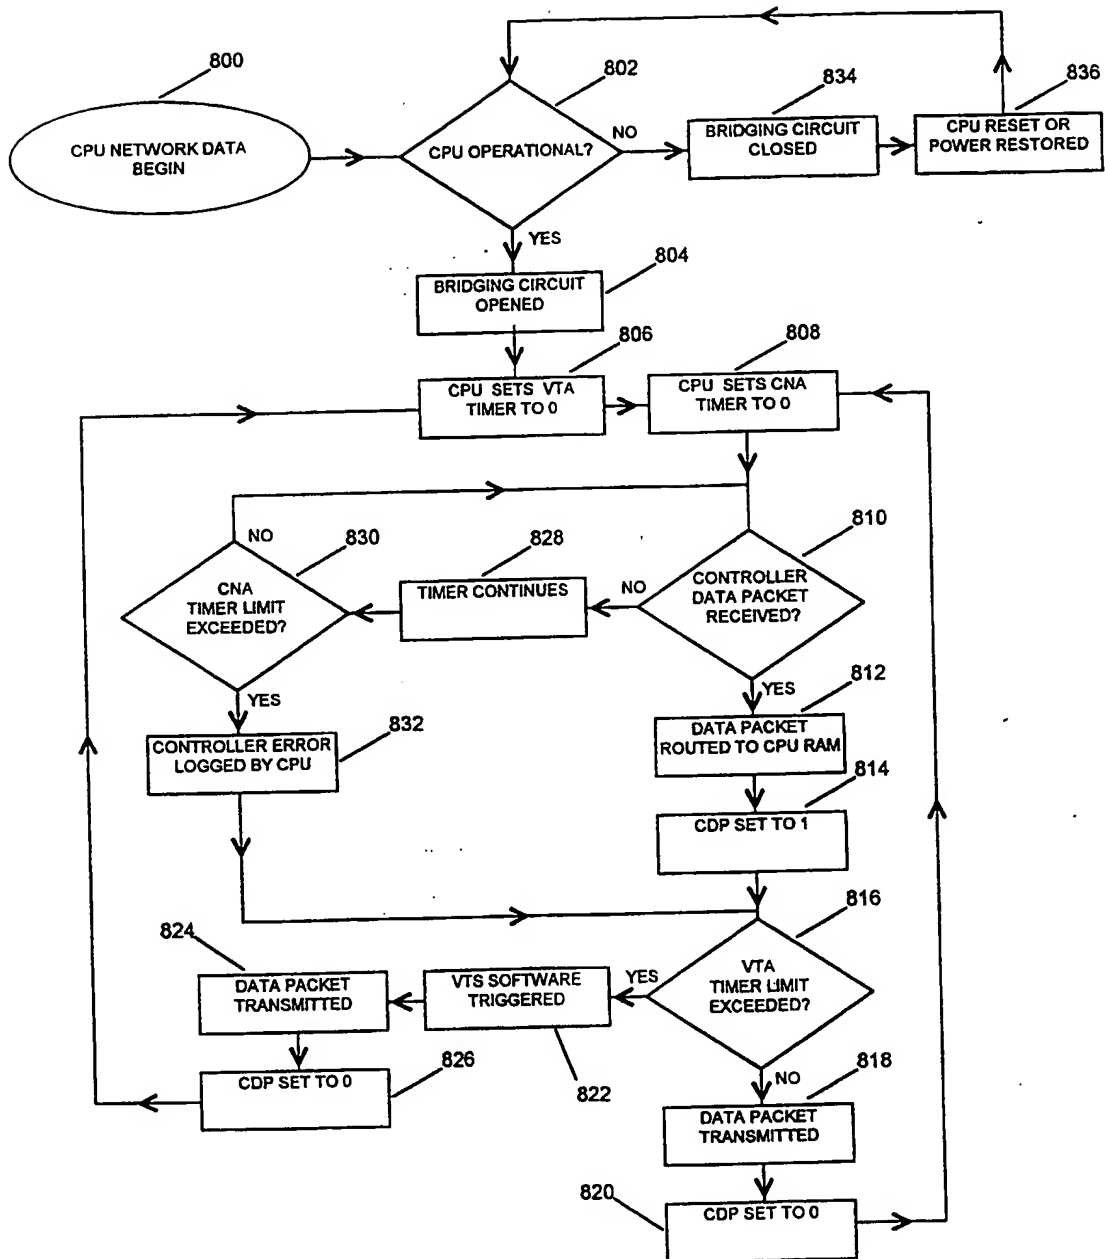 800
CPU NETWORK DATA
BEGIN
802
CPU OPERATIONAL?
NO
834
BRIDGING CIRCUIT
CLOSED
836
CPU RESET OR
POWER RESTORED
YES
804
BRIDGING CIRCUIT
OPENED
806
CPU SETS VTA
TIMER TO 0
808
CPU SETS CNA
TIMER TO 0
810
CONTROLLER
DATA PACKET
RECEIVED?
NO
828
TIMER CONTINUES
830
CNA
TIMER LIMIT
EXCEEDED?
NO
YES
832
CONTROLLER ERROR
LOGGED BY CPU
YES
812
DATA PACKET
ROUTED TO CPU RAM
814
CDP SET TO 1
816
VTA
TIMER LIMIT
EXCEEDED?
YES
VTS SOFTWARE
TRIGGERED
822
824
DATA PACKET
TRANSMITTED
CDP SET TO 0
826
NO
818
DATA PACKET
TRANSMITTED
820
CDP SET TO 0